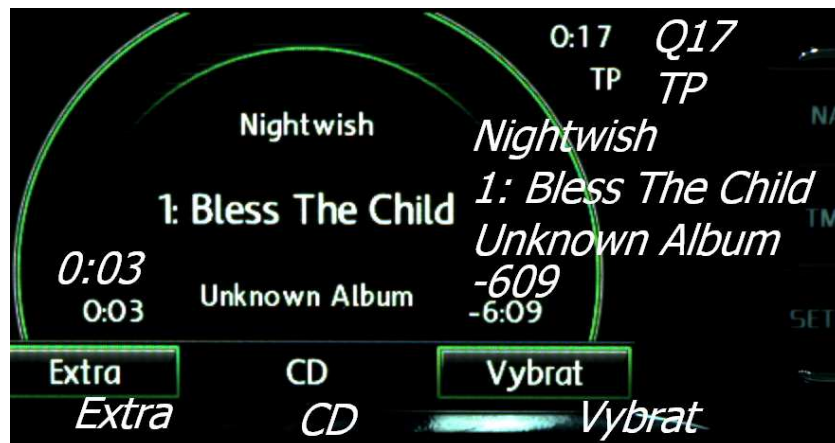 0:17 Q17
TP TP
Nightwish Nightwish
1: Bless The Child 1: Bless The Child
Unknown Album
0:03 -609
0:03 Unknown Album -6:09
Extra CD Vybrat
Extra CD Vybrat